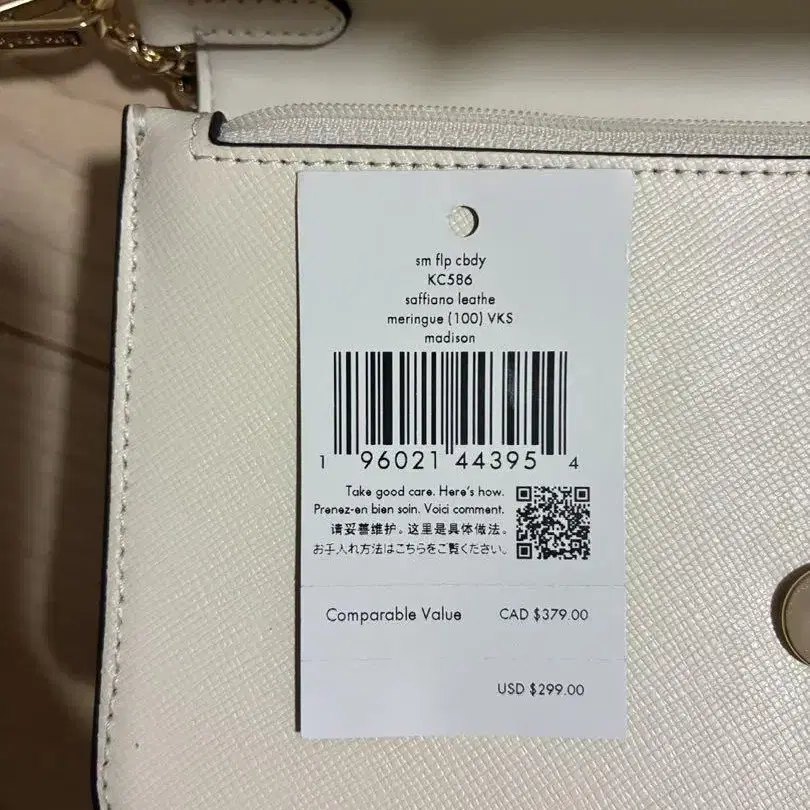 sm flp cbdy
KC586
saffiano leathe
meringue (100) VKS
madison
1 96021 44395 4
Take good care. Here's how.
Prenez-en bien soin. Voici comment.
请妥善维护。这里是具体做法。
お手入れ方法はこちらをご覧ください。
Comparable Value CAD $379.00
USD $299.00